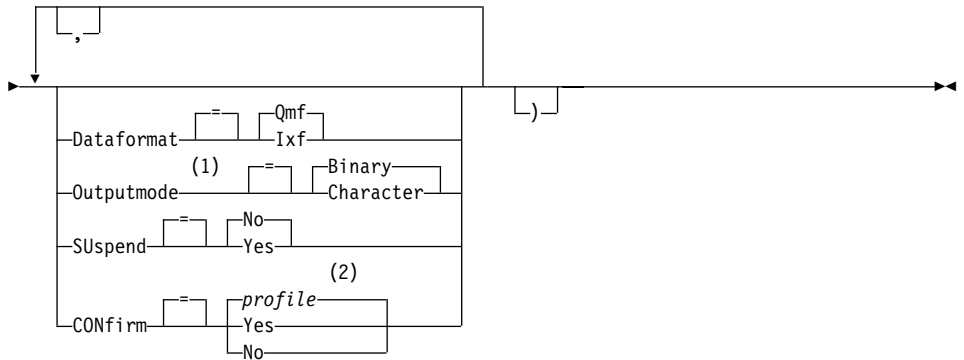 ,
)
= Qmf
Dataformat Ixf
(1)
= Binary
Outputmode Character
= No
SUspend Yes
(2)
= profile
CONfirm Yes
No